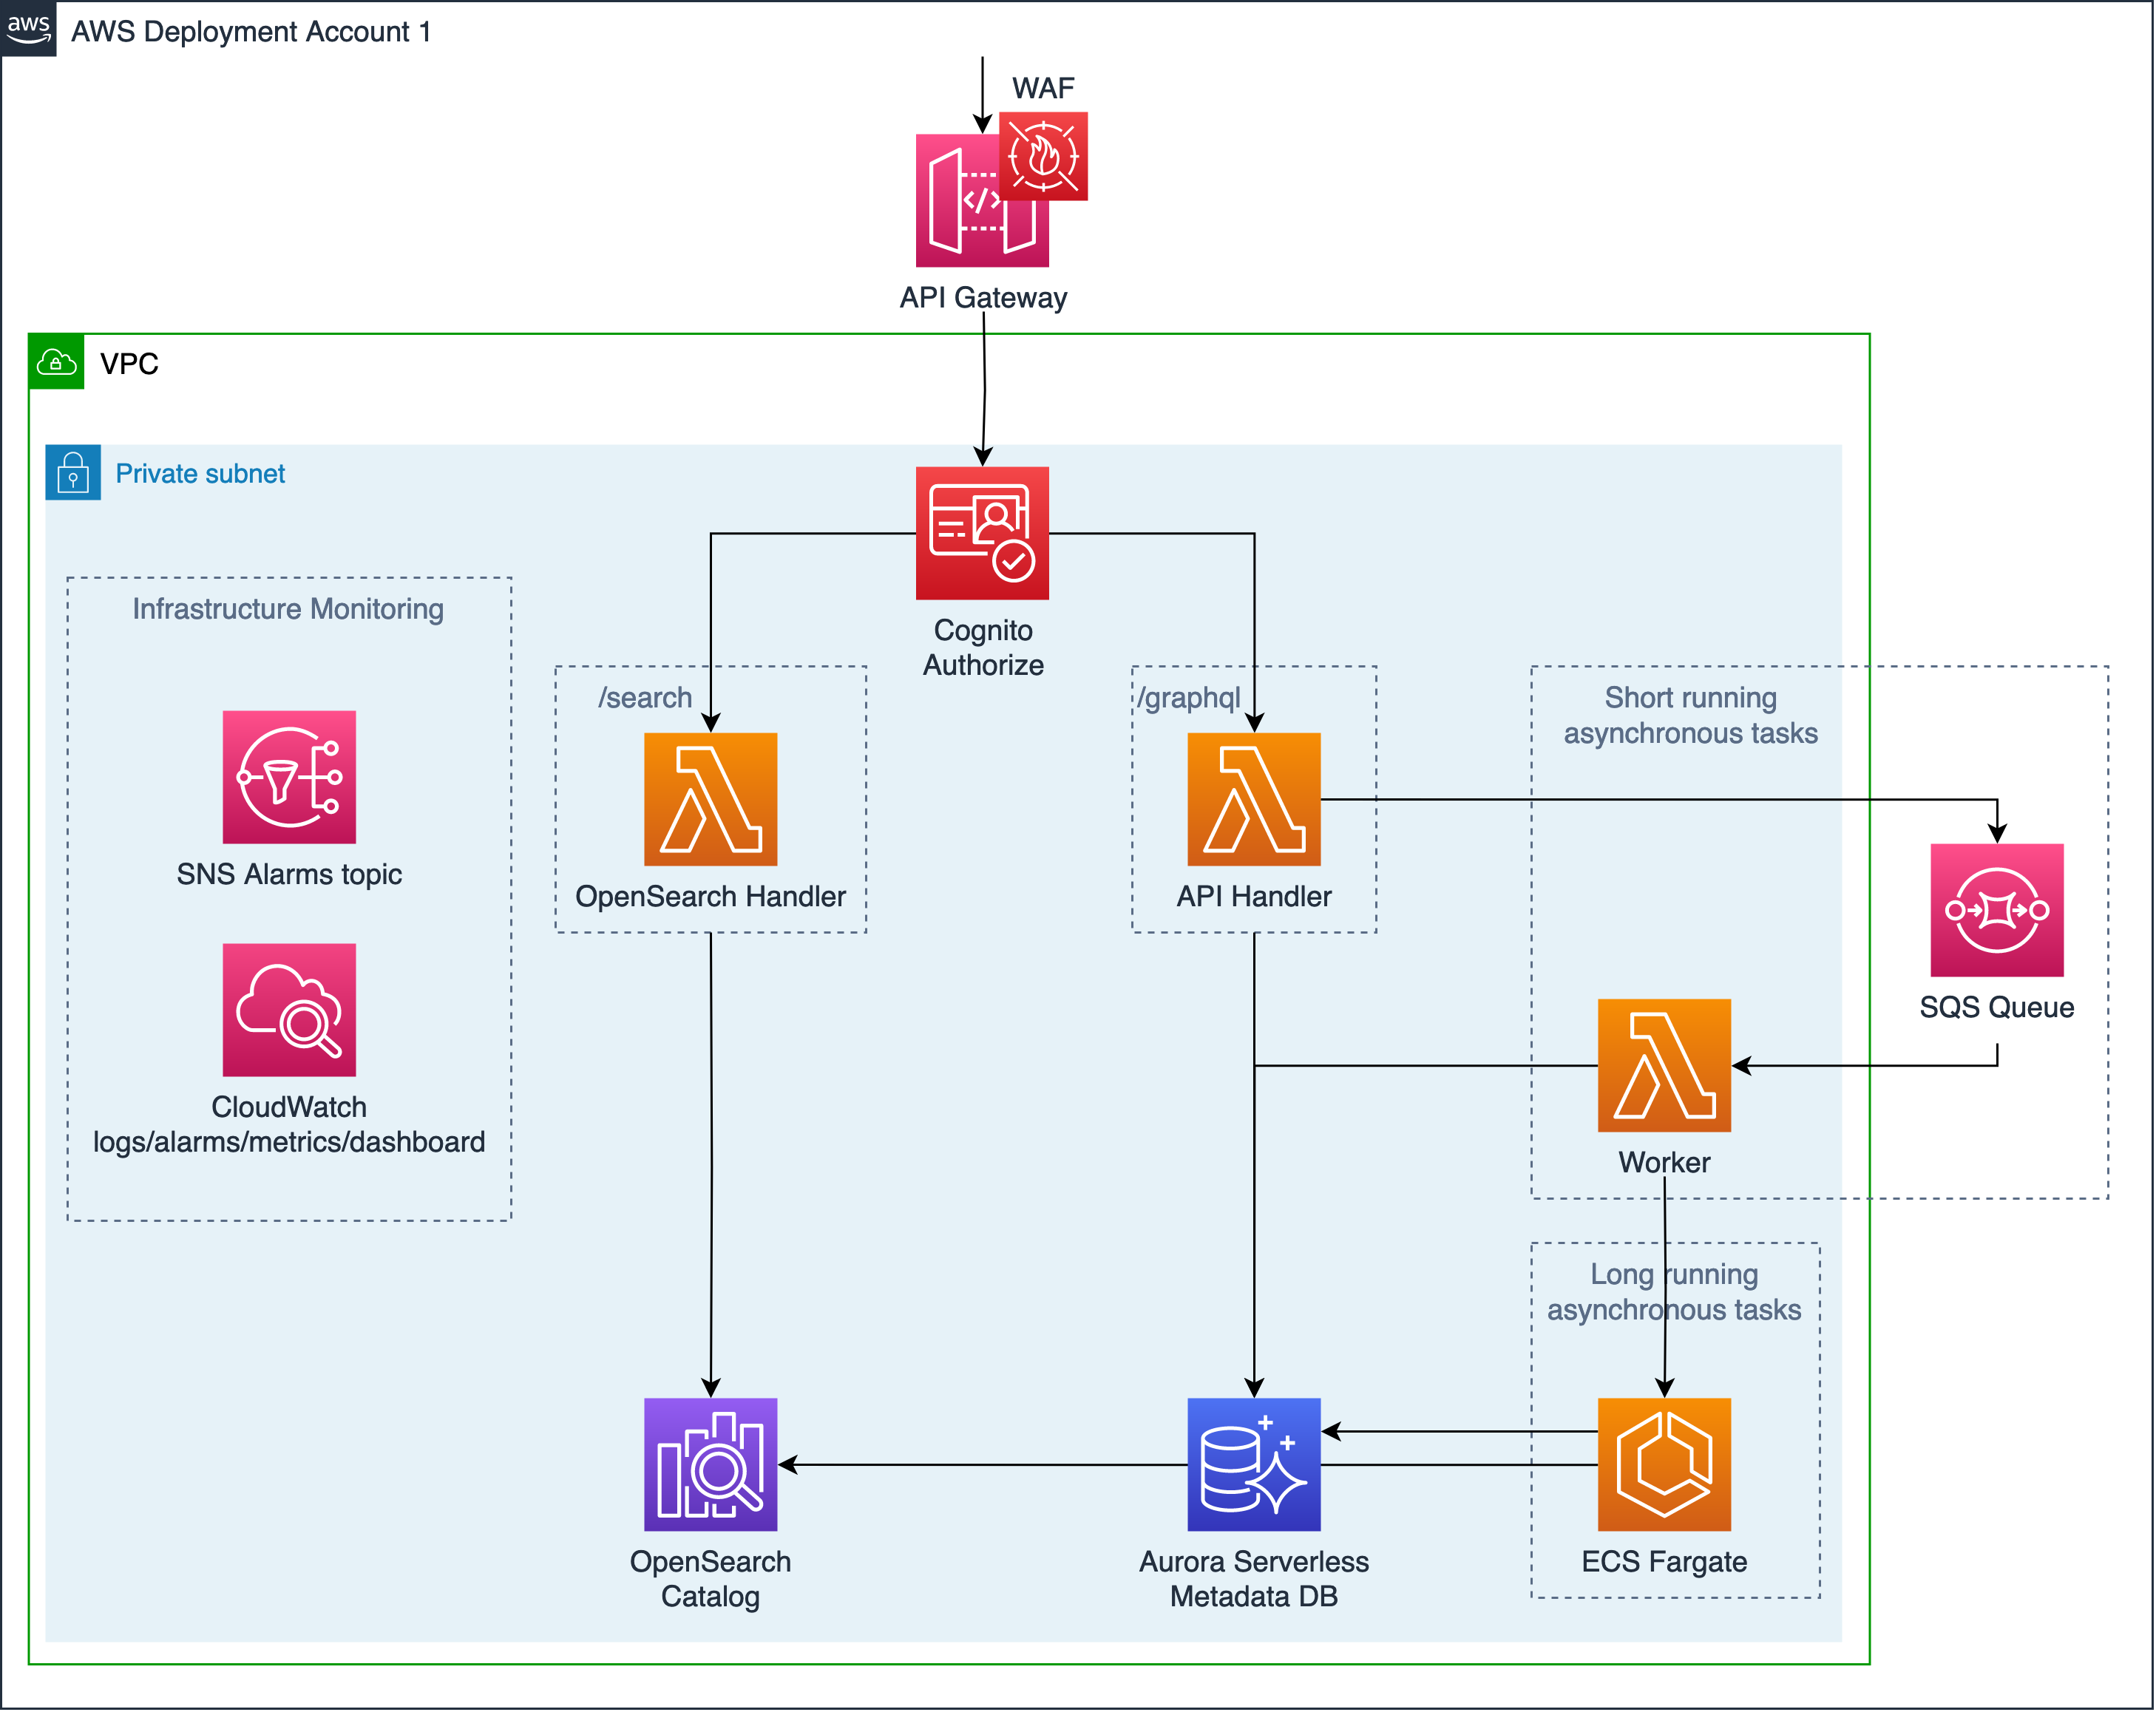 aws
AWS Deployment Account 1
WAF
API Gateway
VPC
Private subnet
Cognito
Authorize
Infrastructure Monitoring
SNS Alarms topic
CloudWatch
logs/alarms/metrics/dashboard
/search
OpenSearch Handler
/graphql
API Handler
Short running
asynchronous tasks
SQS Queue
Worker
Long running
asynchronous tasks
OpenSearch
Catalog
Aurora Serverless
Metadata DB
ECS Fargate